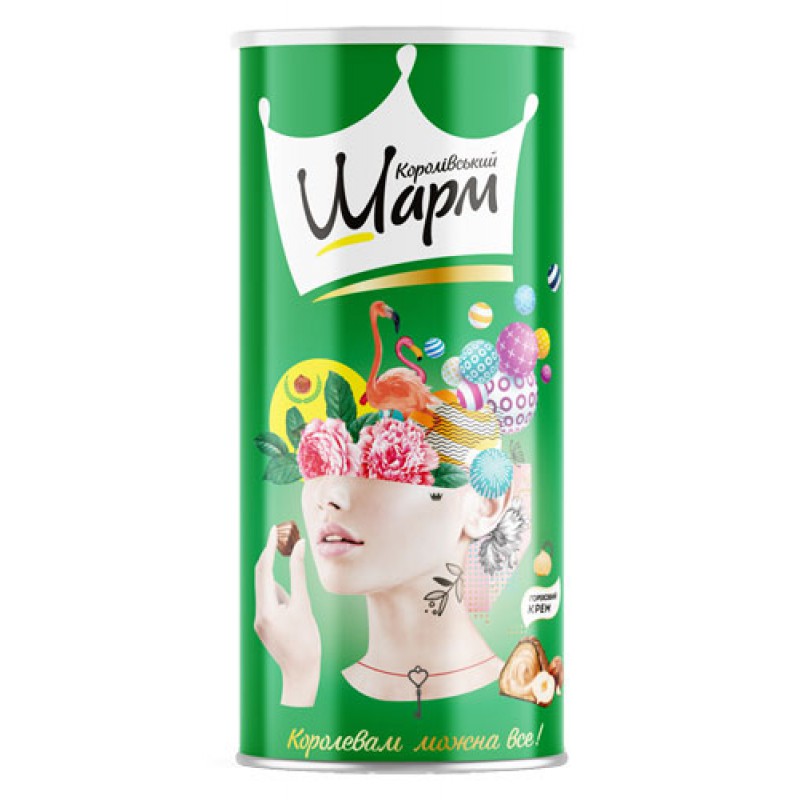 Королівський
Шарм
ГОРІХОВИЙ
КРЕМ
Королевам можна все!